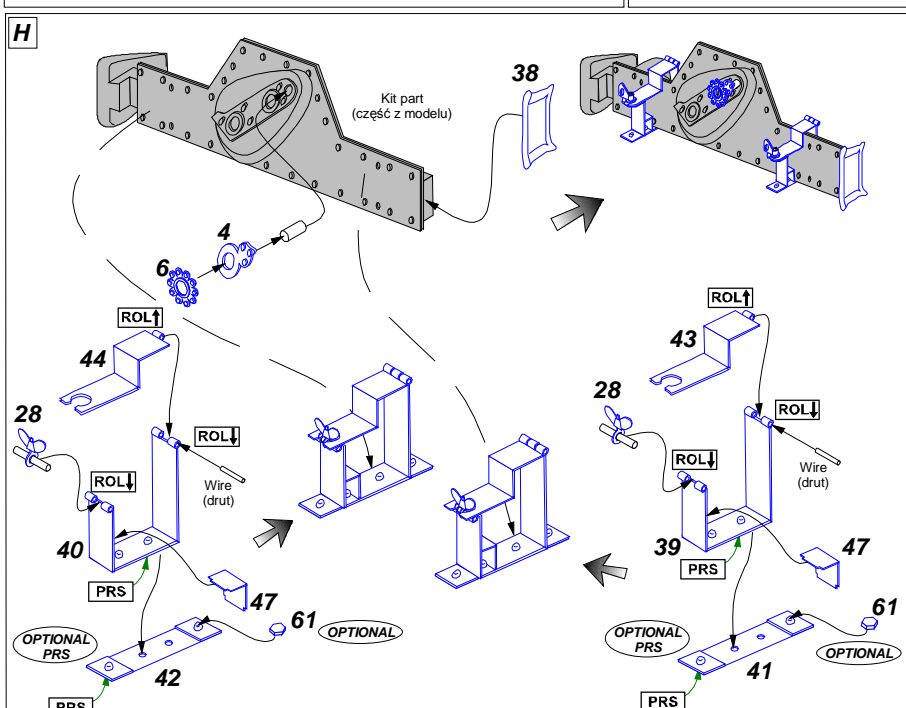 H
38
Kit part
(część z modelu)
4
6
ROL↑
44
28
ROL↓
ROL↓
Wire
(drut)
40
PRS
47
61
OPTIONAL
PRS
OPTIONAL
42
PRS
ROL↑
43
28
ROL↓
ROL↓
Wire
(drut)
39
PRS
47
61
OPTIONAL
PRS
OPTIONAL
41
PRS